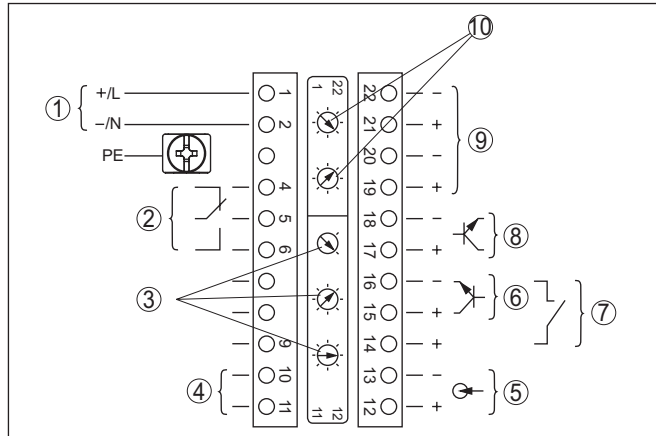 ⑩
① +/L 1 1 22 22 −
−/N 2 21 + ⑨
PE 20 −
4 19 +
② 5 18 − ⑧
6 17 +
16 − ⑥ ⑦
③ 15 +
9 14 +
④ 10 13 − ⑤
11 11 12 12 +